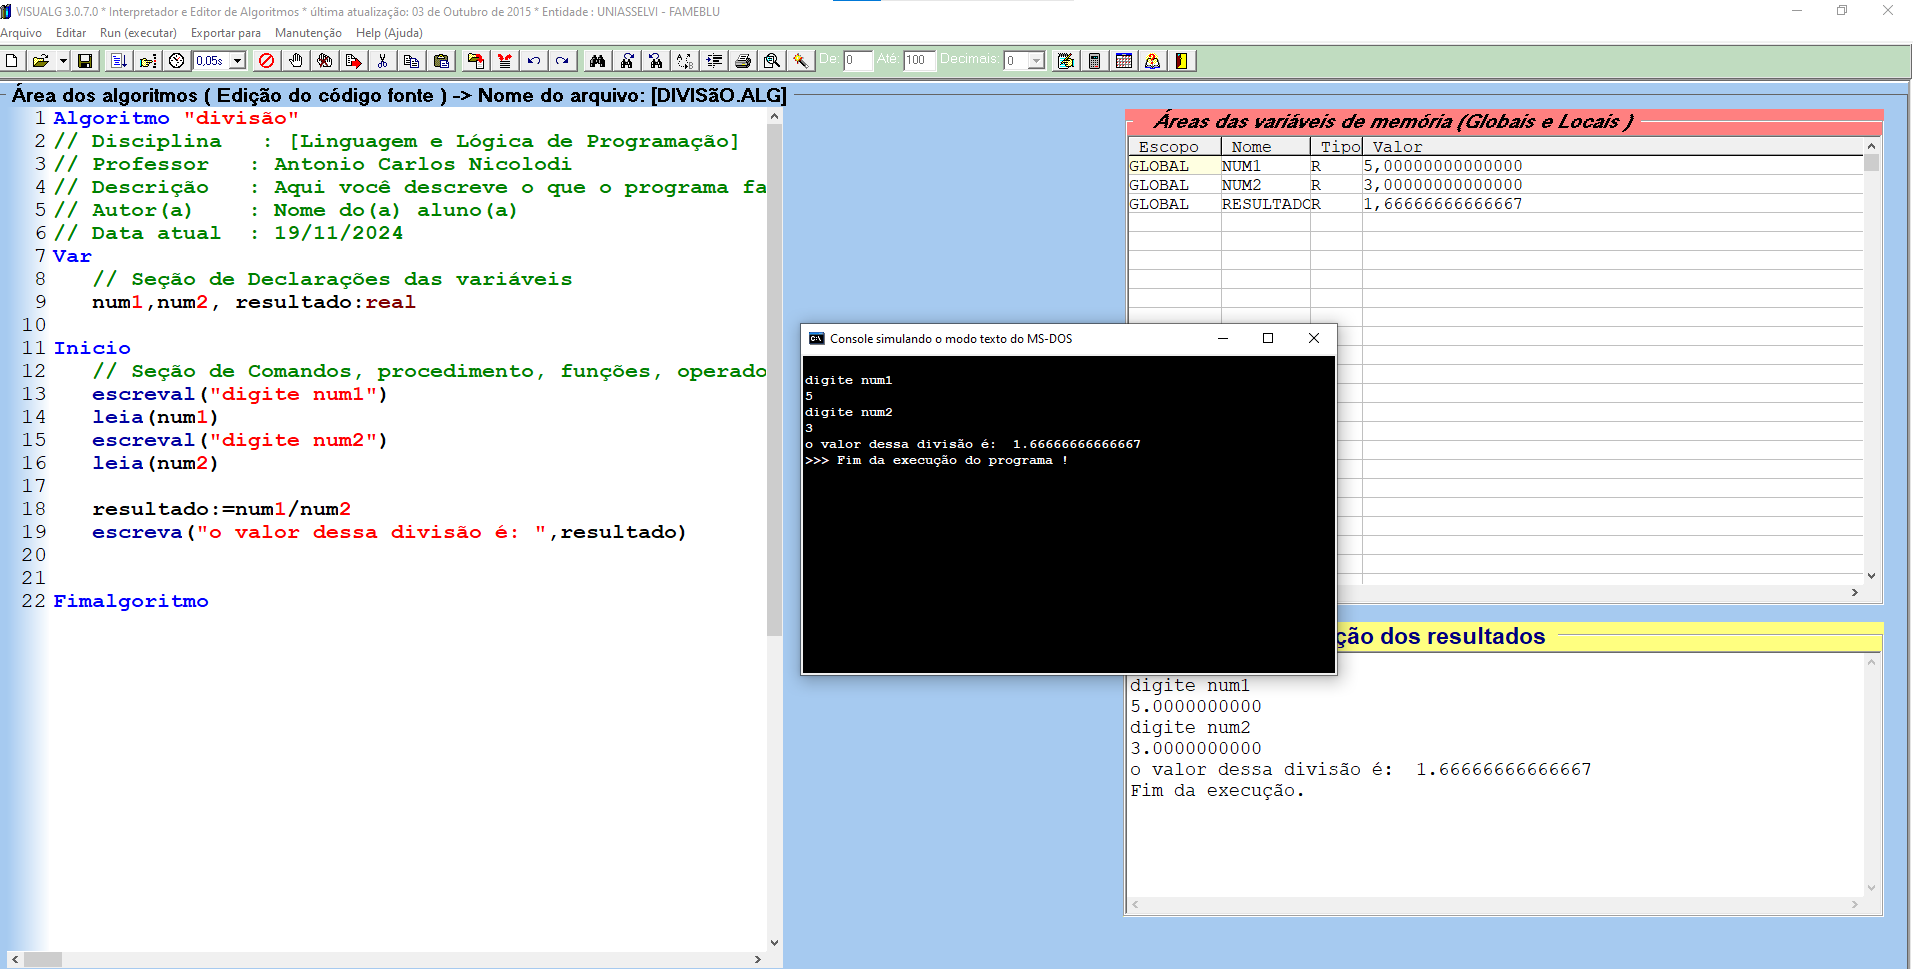 VISUALG 3.0.7.0 * Interpretador e Editor de Algoritmos * última atualização: 03 de Outubro de 2015 * Entidade : UNIASSELVI - FAMEBLU
Arquivo Editar Run (executar) Exportar para Manutenção Help (Ajuda)
0,05s De: 0 Até: 100 Decimais: 0
Área dos algoritmos ( Edição do código fonte ) -> Nome do arquivo: [DIVISãO.ALG]
1 Algoritmo "divisão"
2 // Disciplina : [Linguagem e Lógica de Programação]
3 // Professor : Antonio Carlos Nicolodi
4 // Descrição : Aqui você descreve o que o programa fa
5 // Autor(a) : Nome do(a) aluno(a)
6 // Data atual : 19/11/2024
7 Var
8 // Seção de Declarações das variáveis
9 num1,num2, resultado:real
10
11 Inicio
12 // Seção de Comandos, procedimento, funções, operado
13 escreval("digite num1")
14 leia(num1)
15 escreval("digite num2")
16 leia(num2)
17
18 resultado:=num1/num2
19 escreva("o valor dessa divisão é: ",resultado)
20
21
22 Fimalgoritmo
Áreas das variáveis de memória (Globais e Locais )
Escopo Nome Tipo Valor
GLOBAL NUM1 R 5,00000000000000
GLOBAL NUM2 R 3,00000000000000
GLOBAL RESULTADO R 1,66666666666667
Console simulando o modo texto do MS-DOS
digite num1
5
digite num2
3
o valor dessa divisão é: 1.66666666666667
>>> Fim da execução do programa !
ção dos resultados
digite num1
5.0000000000
digite num2
3.0000000000
o valor dessa divisão é: 1.66666666666667
Fim da execução.